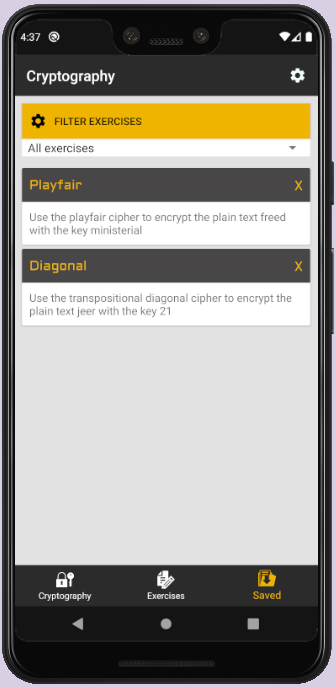 4:37
Cryptography
FILTER EXERCISES
All exercises
Playfair X
Use the playfair cipher to encrypt the plain text freed
with the key ministerial
Diagonal X
Use the transpositional diagonal cipher to encrypt the
plain text jeer with the key 21
Cryptography Exercises Saved